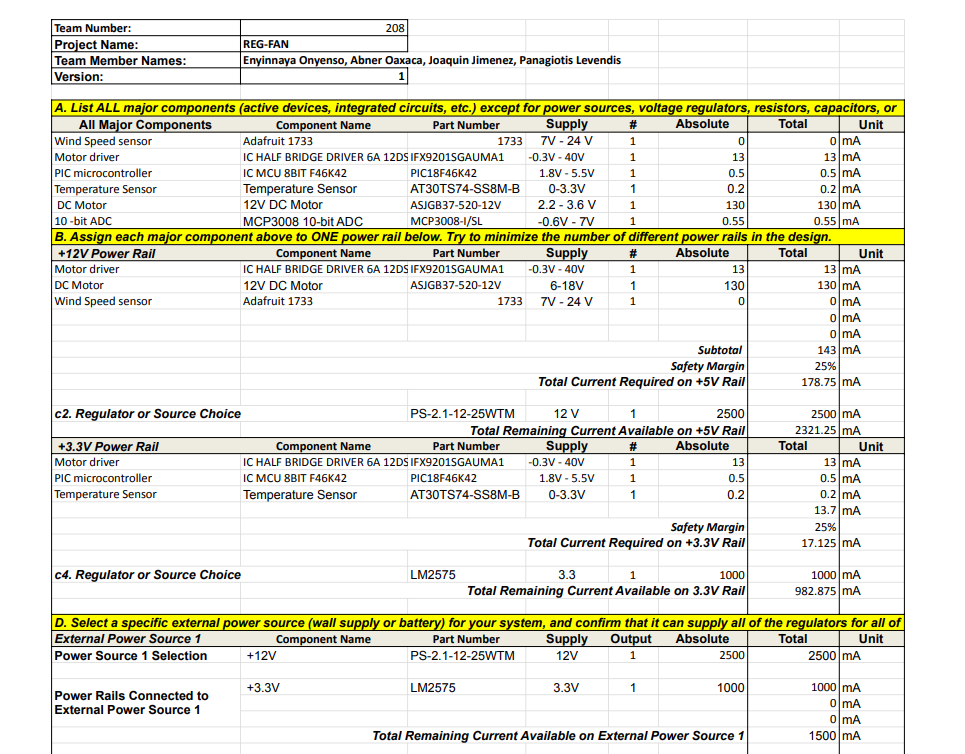 Team Number: 208
Project Name: REG-FAN
Team Member Names: Enyinnaya Onyenso, Abner Oaxaca, Joaquin Jimenez, Panagiotis Levendis
Version: 1
A. List ALL major components (active devices, integrated circuits, etc.) except for power sources, voltage regulators, resistors, capacitors, or
All Major Components Component Name Part Number Supply # Absolute Total Unit
Wind Speed sensor Adafruit 1733 1733 7V - 24 V 1 0 0 mA
Motor driver IC HALF BRIDGE DRIVER 6A 12DS IFX9201SGAUMA1 -0.3V - 40V 1 13 13 mA
PIC microcontroller IC MCU 8BIT F46K42 PIC18F46K42 1.8V - 5.5V 1 0.5 0.5 mA
Temperature Sensor Temperature Sensor AT30TS74-SS8M-B 0-3.3V 1 0.2 0.2 mA
DC Motor 12V DC Motor ASJGB37-520-12V 2.2 - 3.6 V 1 130 130 mA
10 -bit ADC MCP3008 10-bit ADC MCP3008-I/SL -0.6V - 7V 1 0.55 0.55 mA
B. Assign each major component above to ONE power rail below. Try to minimize the number of different power rails in the design.
+12V Power Rail Component Name Part Number Supply # Absolute Total Unit
Motor driver IC HALF BRIDGE DRIVER 6A 12DS IFX9201SGAUMA1 -0.3V - 40V 1 13 13 mA
DC Motor 12V DC Motor ASJGB37-520-12V 6-18V 1 130 130 mA
Wind Speed sensor Adafruit 1733 1733 7V - 24 V 1 0 0 mA
0 mA
0 mA
Subtotal 143 mA
Safety Margin 25%
Total Current Required on +5V Rail 178.75 mA
c2. Regulator or Source Choice PS-2.1-12-25WTM 12 V 1 2500 2500 mA
Total Remaining Current Available on +5V Rail 2321.25 mA
+3.3V Power Rail Component Name Part Number Supply # Absolute Total Unit
Motor driver IC HALF BRIDGE DRIVER 6A 12DS IFX9201SGAUMA1 -0.3V - 40V 1 13 13 mA
PIC microcontroller IC MCU 8BIT F46K42 PIC18F46K42 1.8V - 5.5V 1 0.5 0.5 mA
Temperature Sensor Temperature Sensor AT30TS74-SS8M-B 0-3.3V 1 0.2 0.2 mA
13.7 mA
Safety Margin 25%
Total Current Required on +3.3V Rail 17.125 mA
c4. Regulator or Source Choice LM2575 3.3 1 1000 1000 mA
Total Remaining Current Available on 3.3V Rail 982.875 mA
D. Select a specific external power source (wall supply or battery) for your system, and confirm that it can supply all of the regulators for all of
External Power Source 1 Component Name Part Number Supply Output Absolute Total Unit
Power Source 1 Selection +12V PS-2.1-12-25WTM 12V 1 2500 2500 mA
Power Rails Connected to External Power Source 1 +3.3V LM2575 3.3V 1 1000 1000 mA
0 mA
0 mA
Total Remaining Current Available on External Power Source 1 1500 mA